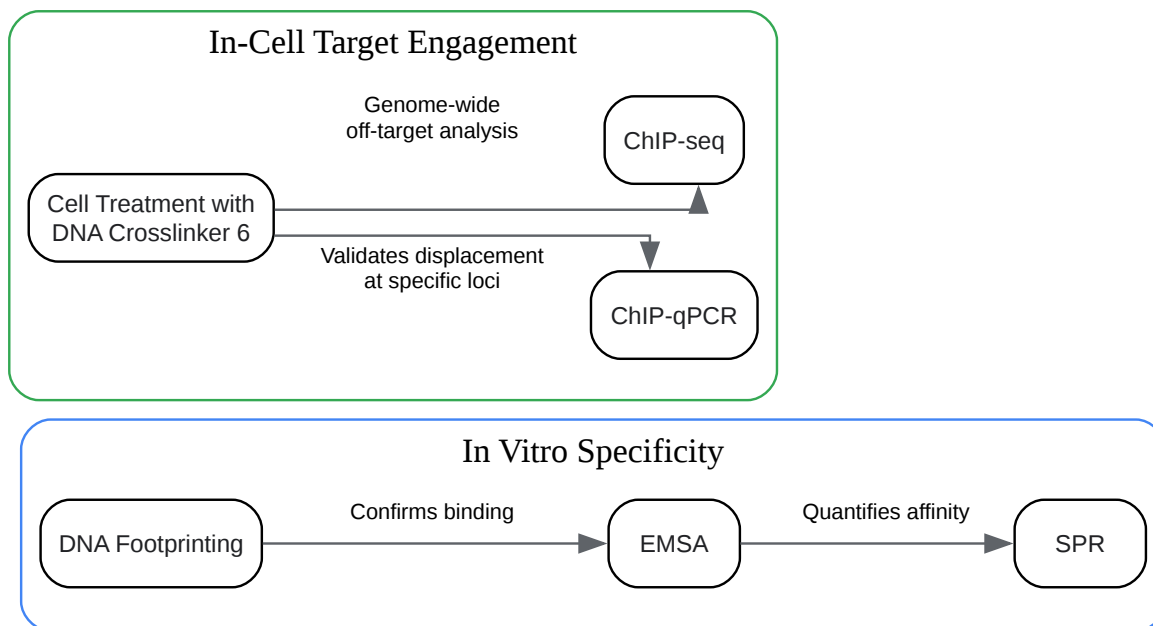 In-Cell Target Engagement
Genome-wide
off-target analysis
ChIP-seq
Cell Treatment with
DNA Crosslinker 6
Validates displacement
at specific loci
ChIP-qPCR
In Vitro Specificity
DNA Footprinting
Confirms binding
EMSA
Quantifies affinity
SPR